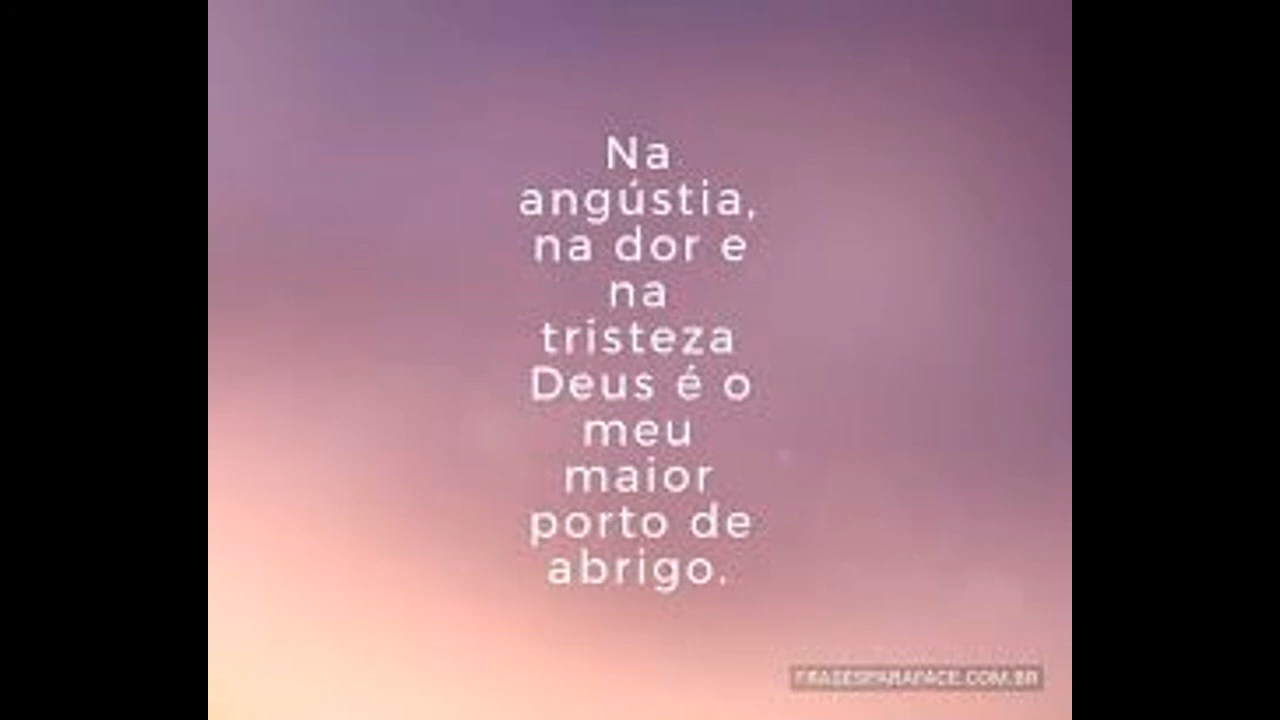 Na
angústia,
na dor e
na
tristeza
Deus é o
meu
maior
porto de
abrigo.
FRASESPARAFACE.COM.BR